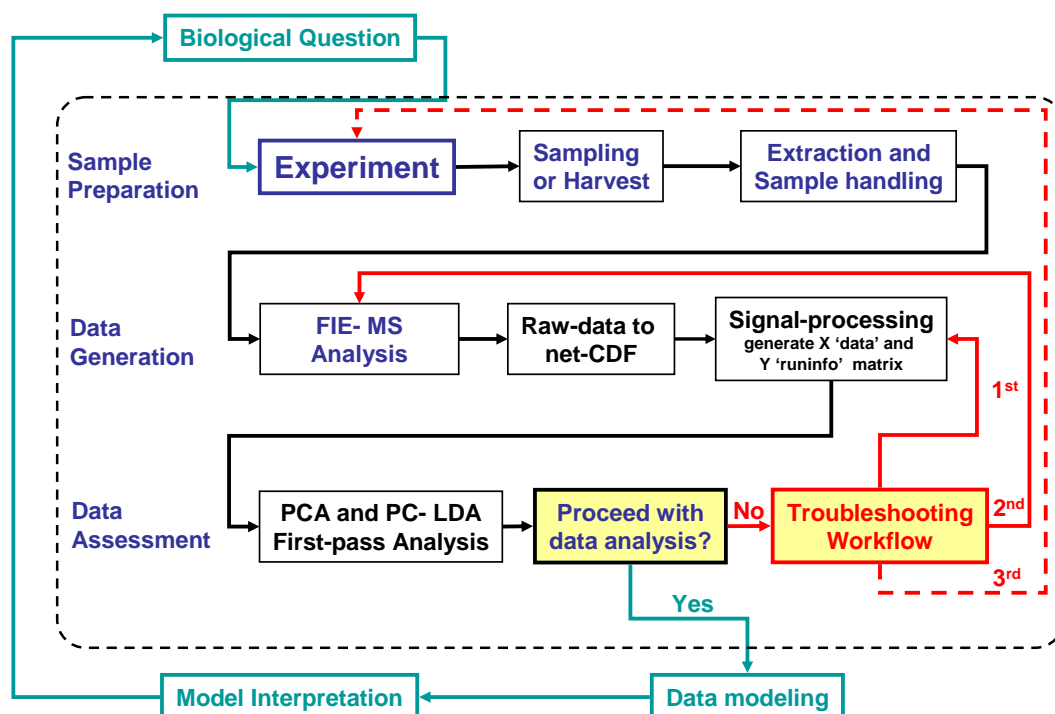 Biological Question
Sample
Preparation
Experiment
Sampling
or Harvest
Extraction and
Sample handling
Data
Generation
FIE- MS
Analysis
Raw-data to
net-CDF
Signal-processing
generate X ‘data’ and
Y ‘runinfo’ matrix
1st
Data
Assessment
PCA and PC- LDA
First-pass Analysis
Proceed with
data analysis?
No
Troubleshooting
Workflow
2nd
3rd
Yes
Model Interpretation
Data modeling